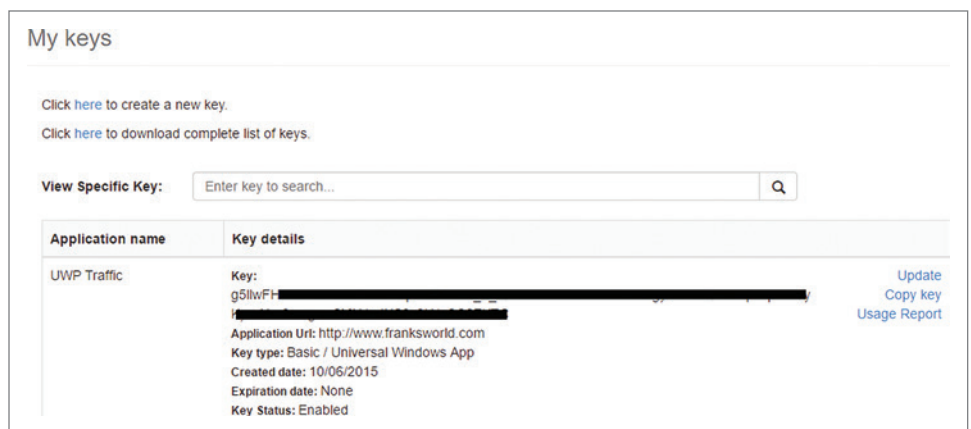 My keys
Click here to create a new key.
Click here to download complete list of keys.
View Specific Key: Enter key to search...
Application name Key details
UWP Traffic Key: Update
g5IlwFH Copy key
Usage Report
Application Url: http://www.franksworld.com
Key type: Basic / Universal Windows App
Created date: 10/06/2015
Expiration date: None
Key Status: Enabled